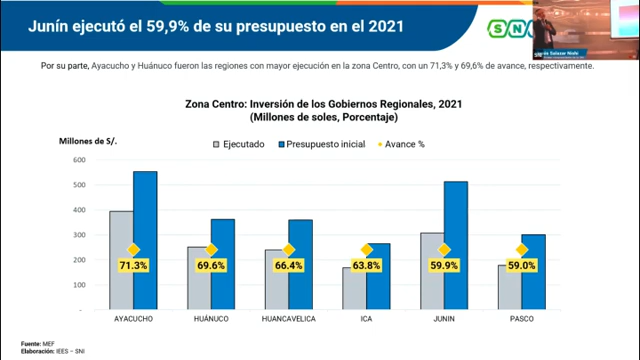 Junín ejecutó el 59,9% de su presupuesto en el 2021
SN
Por su parte, Ayacucho y Huánuco fueron las regiones con mayor ejecución en la zona Centro, con un 71,3% y 69,6% de avance, respectivamente.
Zona Centro: Inversión de los Gobiernos Regionales, 2021
(Millones de soles, Porcentaje)
Millones de S/.
Ejecutado Presupuesto inicial Avance %
600
500
400
300
200
100
-
71.3% 69.6% 66.4% 63.8% 59.9% 59.0%
AYACUCHO HUÁNUCO HUANCAVELICA ICA JUNIN PASCO
Fuente: MEF
Elaboración: IEES – SNI